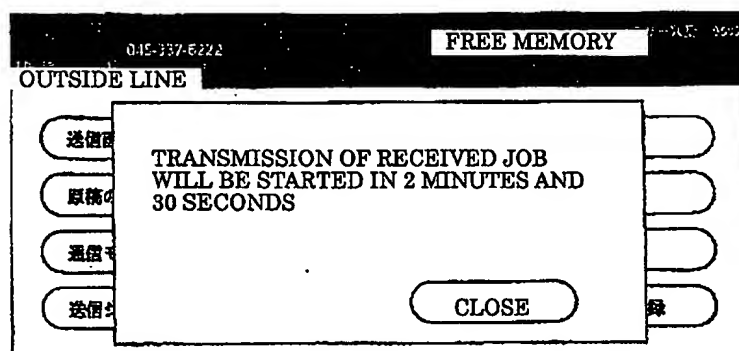 045-337-6222
FREE MEMORY
OUTSIDE LINE
送信画
TRANSMISSION OF RECEIVED JOB
WILL BE STARTED IN 2 MINUTES AND
30 SECONDS
原稿の
通信モ
送信
CLOSE
録